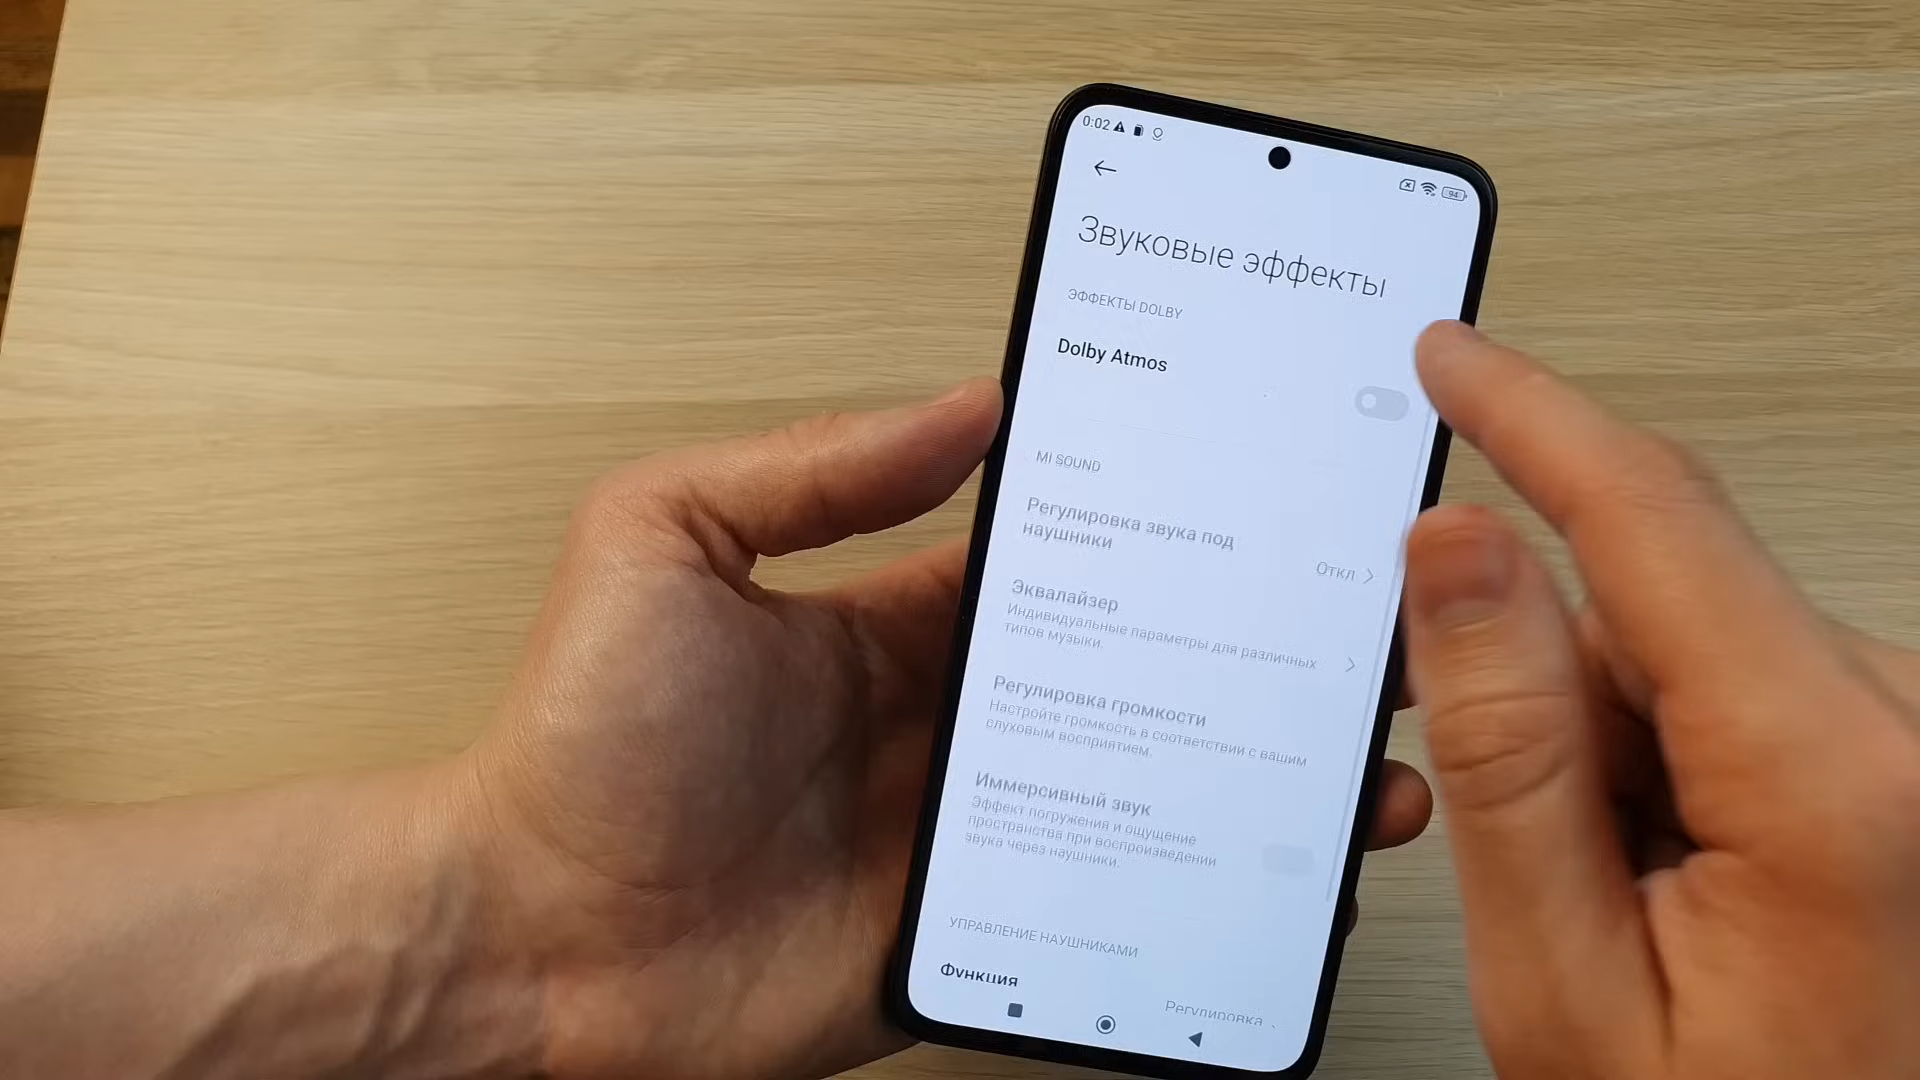 0:02
94
Звуковые эффекты
ЭФФЕКТЫ DOLBY
Dolby Atmos
MI SOUND
Регулировка звука под
наушники
Откл
Эквалайзер
Индивидуальные параметры для различных
типов музыки.
Регулировка громкости
Настройте громкость в соответствии с вашим
слуховым восприятием.
Иммерсивный звук
Эффект погружения и ощущение
пространства при воспроизведении
звука через наушники.
УПРАВЛЕНИЕ НАУШНИКАМИ
Функция
Регулировка